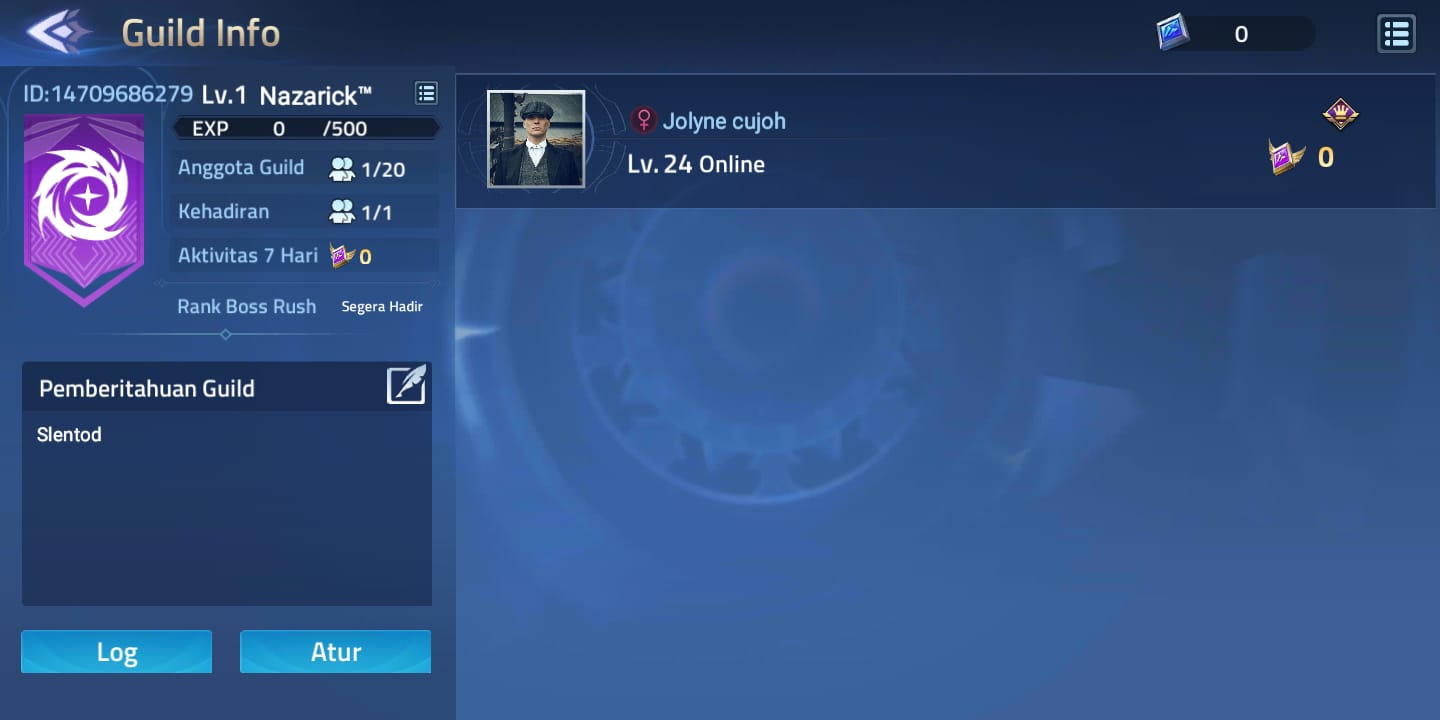 Guild Info
0
ID:14709686279 Lv.1 Nazarick™
EXP 0 /500
Anggota Guild 1/20
Kehadiran 1/1
Aktivitas 7 Hari 0
Rank Boss Rush Segera Hadir
Pemberitahuan Guild
Slentod
Log Atur
Jolyne cujoh
Lv. 24 Online
0